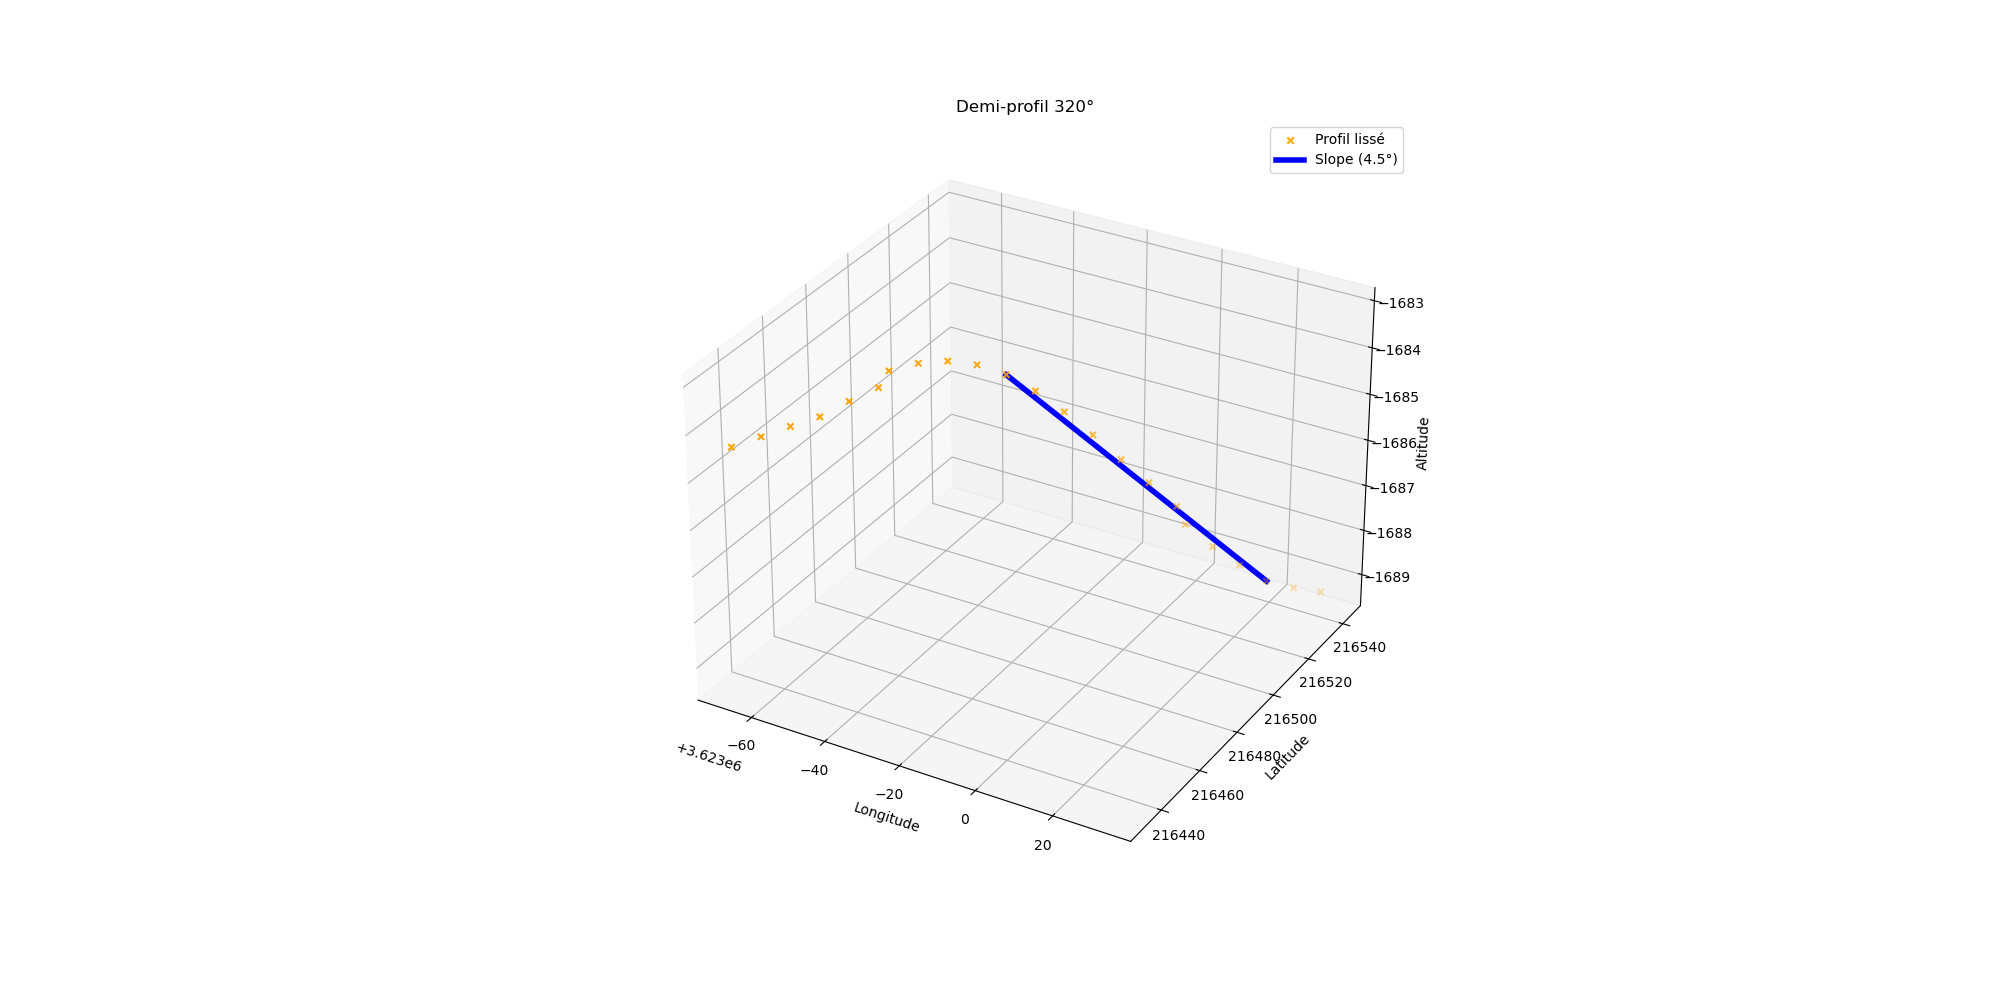 Demi-profil 320°
Profil lissé
Slope (4.5°)
−1683
−1684
−1685
−1686
−1687
−1688
−1689
Altitude
216540
216520
216500
216480
216460
216440
Latitude
−60
−40
−20
0
20
+3.623e6
Longitude